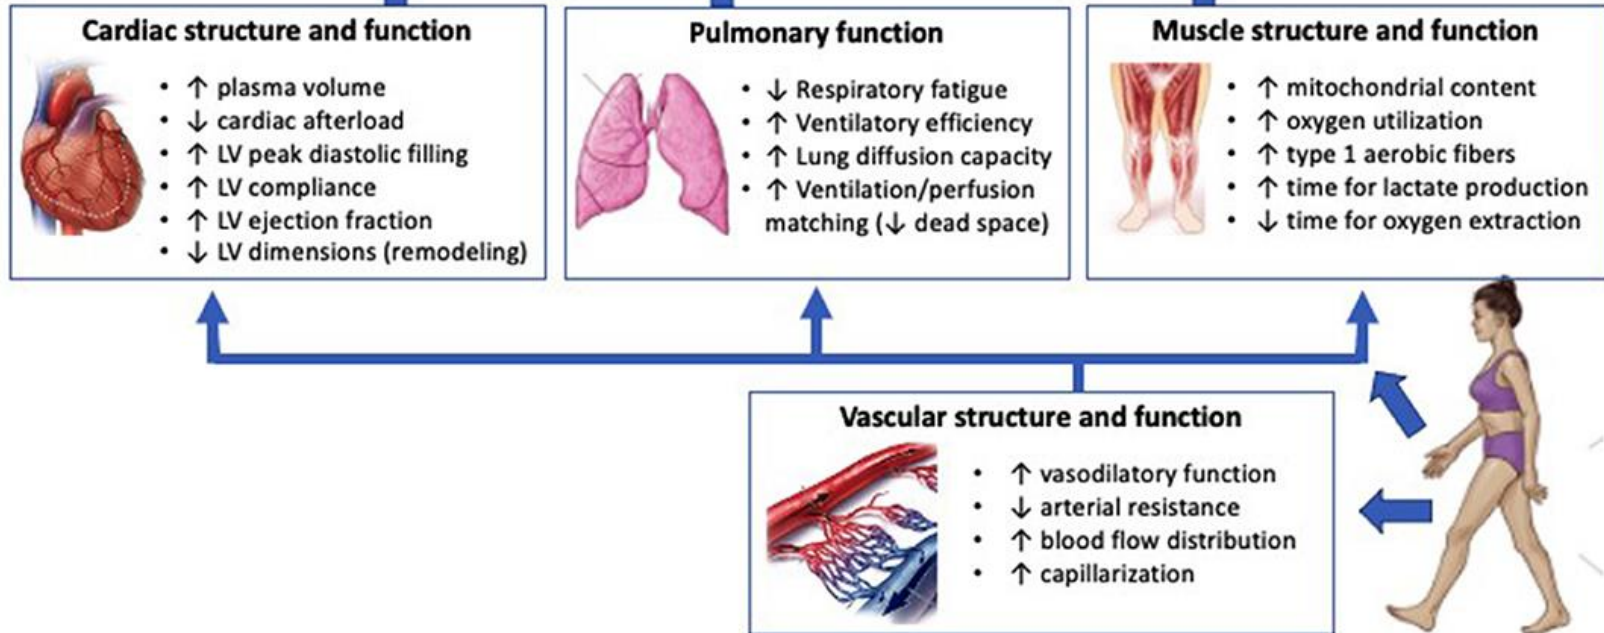 Cardiac structure and function
• ↑ plasma volume
• ↓ cardiac afterload
• ↑ LV peak diastolic filling
• ↑ LV compliance
• ↑ LV ejection fraction
• ↓ LV dimensions (remodeling)
Pulmonary function
• ↓ Respiratory fatigue
• ↑ Ventilatory efficiency
• ↑ Lung diffusion capacity
• ↑ Ventilation/perfusion
matching (↓ dead space)
Muscle structure and function
• ↑ mitochondrial content
• ↑ oxygen utilization
• ↑ type 1 aerobic fibers
• ↑ time for lactate production
• ↓ time for oxygen extraction
Vascular structure and function
• ↑ vasodilatory function
• ↓ arterial resistance
• ↑ blood flow distribution
• ↑ capillarization